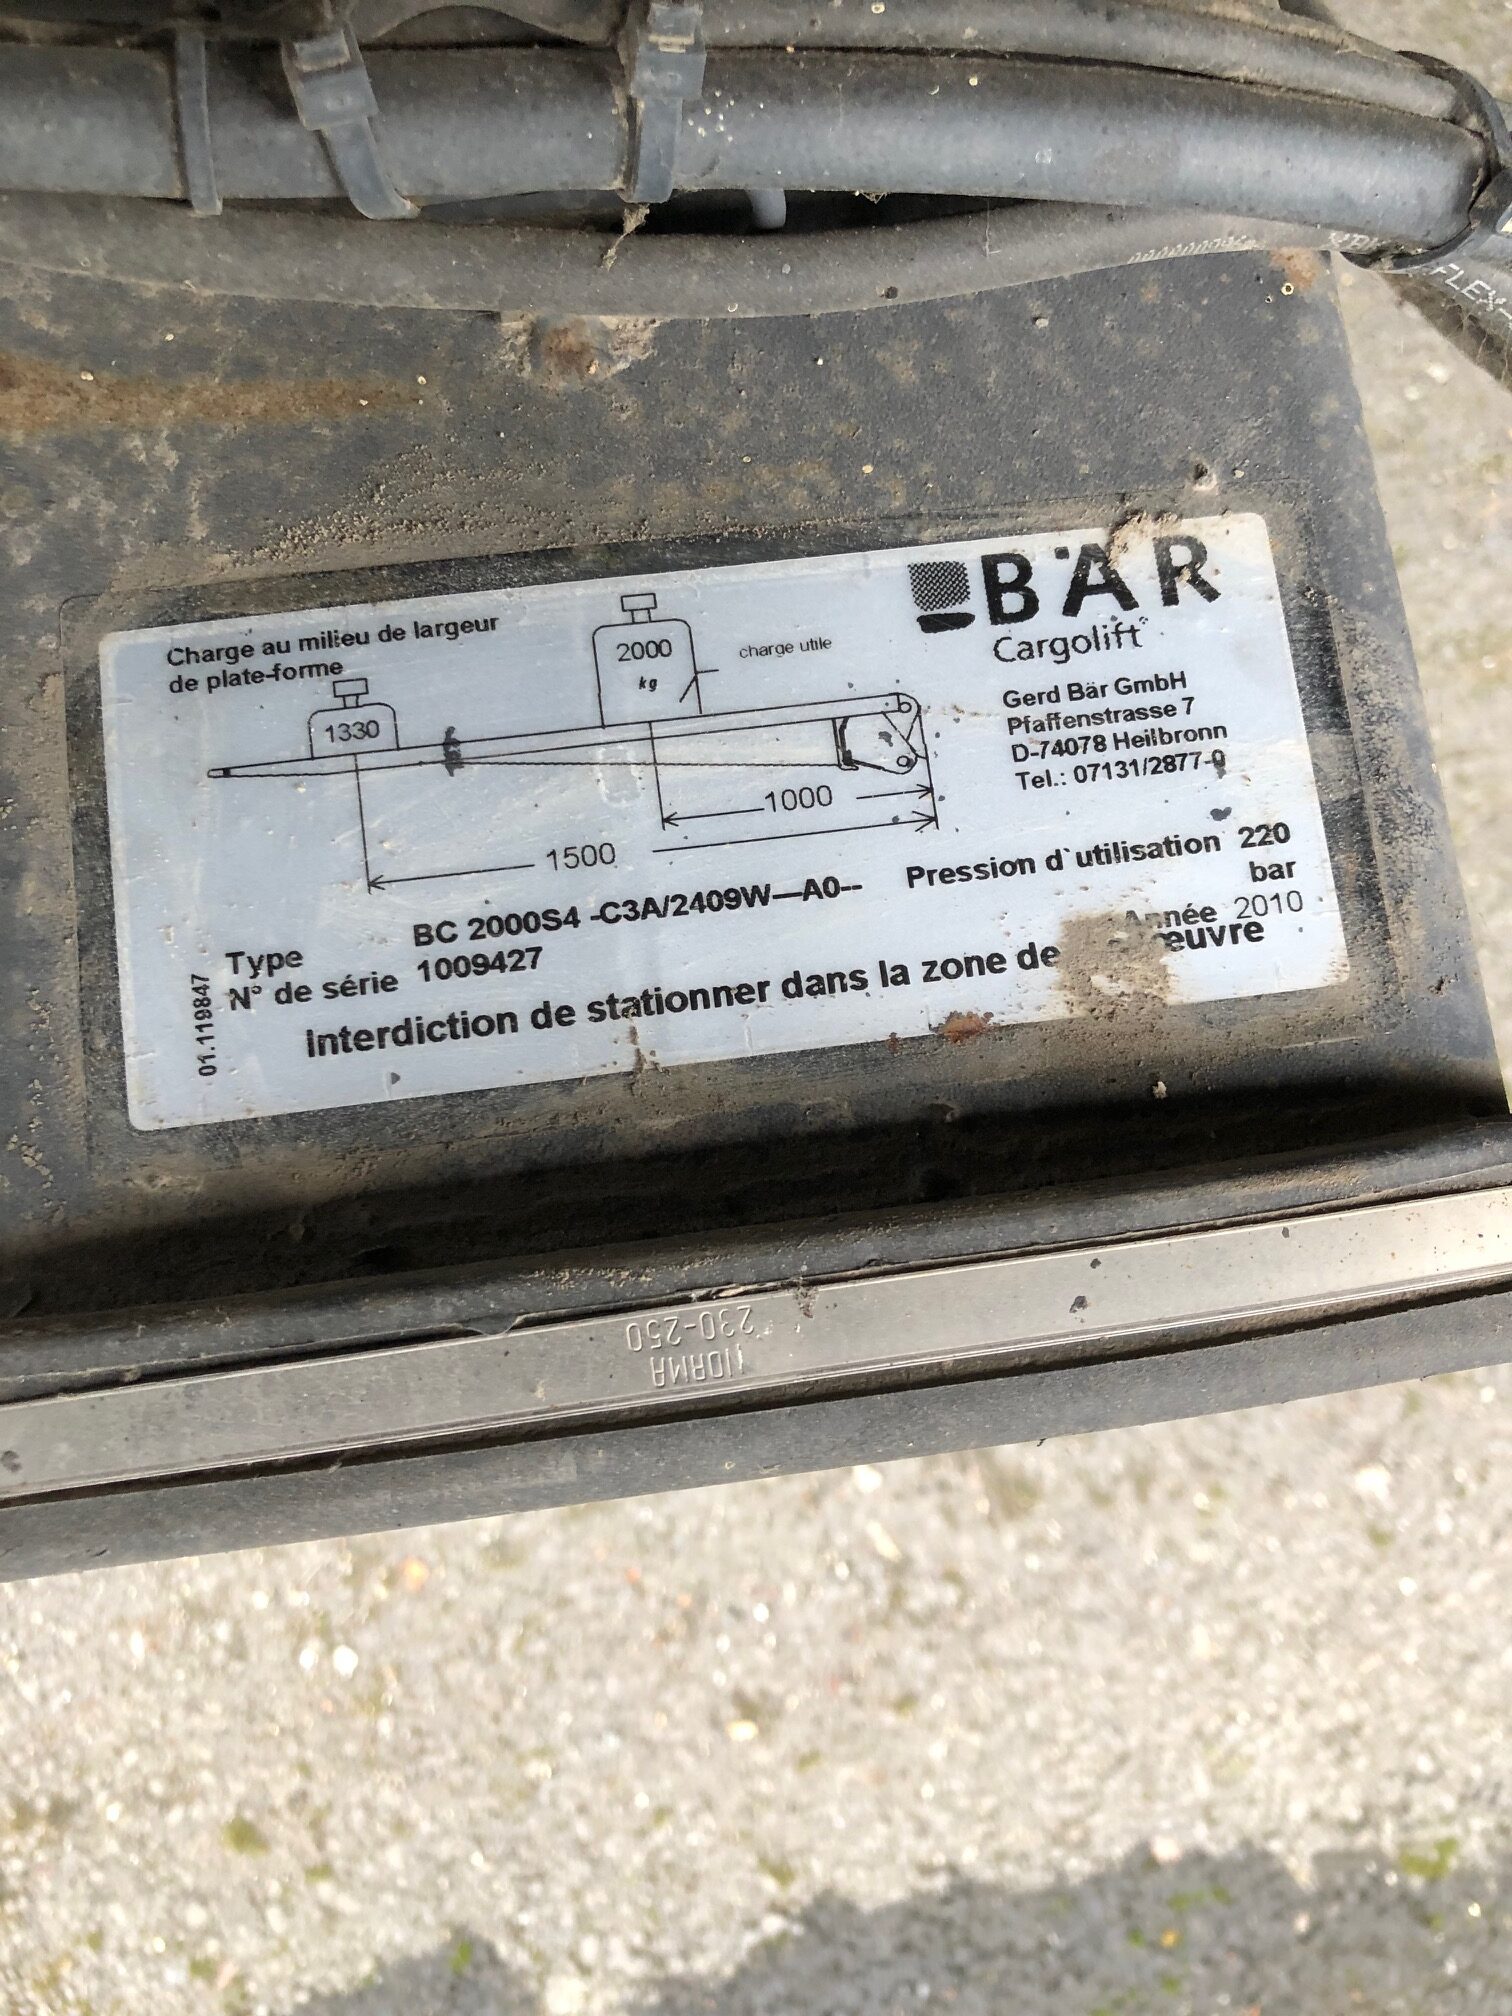 FLEX
BÄR
Cargolift
Charge au milieu de largeur
de plate-forme
1330
2000
kg
charge utile
Gerd Bär GmbH
Pfaffenstrasse 7
D-74078 Heilbronn
Tel.: 07131/2877-0
1000
1500
Type BC 2000S4 -C3A/2409W—A0--
Pression d`utilisation 220
bar
N° de série 1009427
Année 2010
Interdiction de stationner dans la zone de
01.119847
NORMA
230-250